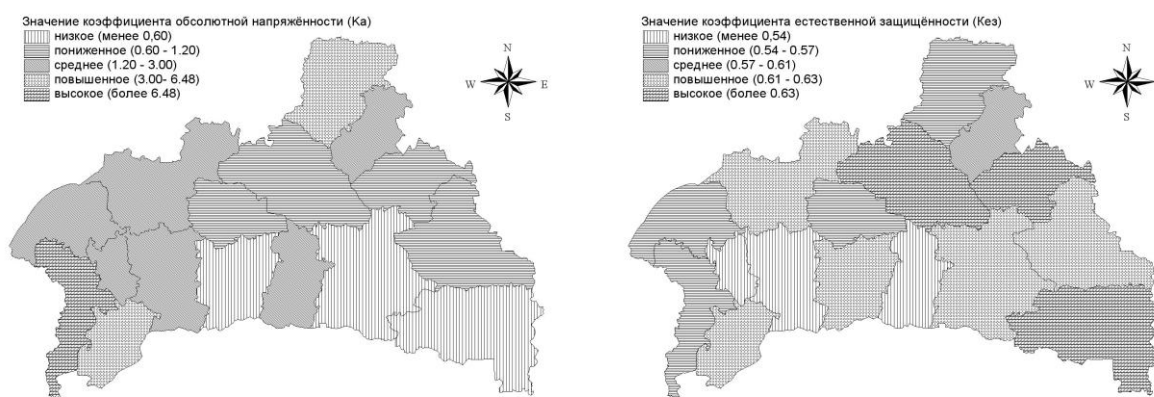 Значение коэффициента абсолютной напряжённости (Ка)
низкое (менее 0,60)
пониженное (0.60 - 1.20)
среднее (1.20 - 3.00)
повышенное (3.00- 6.48)
высокое (более 6.48)
N
W
E
S
Значение коэффициента естественной защищённости (Кез)
низкое (менее 0,54)
пониженное (0.54 - 0.57)
среднее (0.57 - 0.61)
повышенное (0.61 - 0.63)
высокое (более 0.63)
N
W
E
S